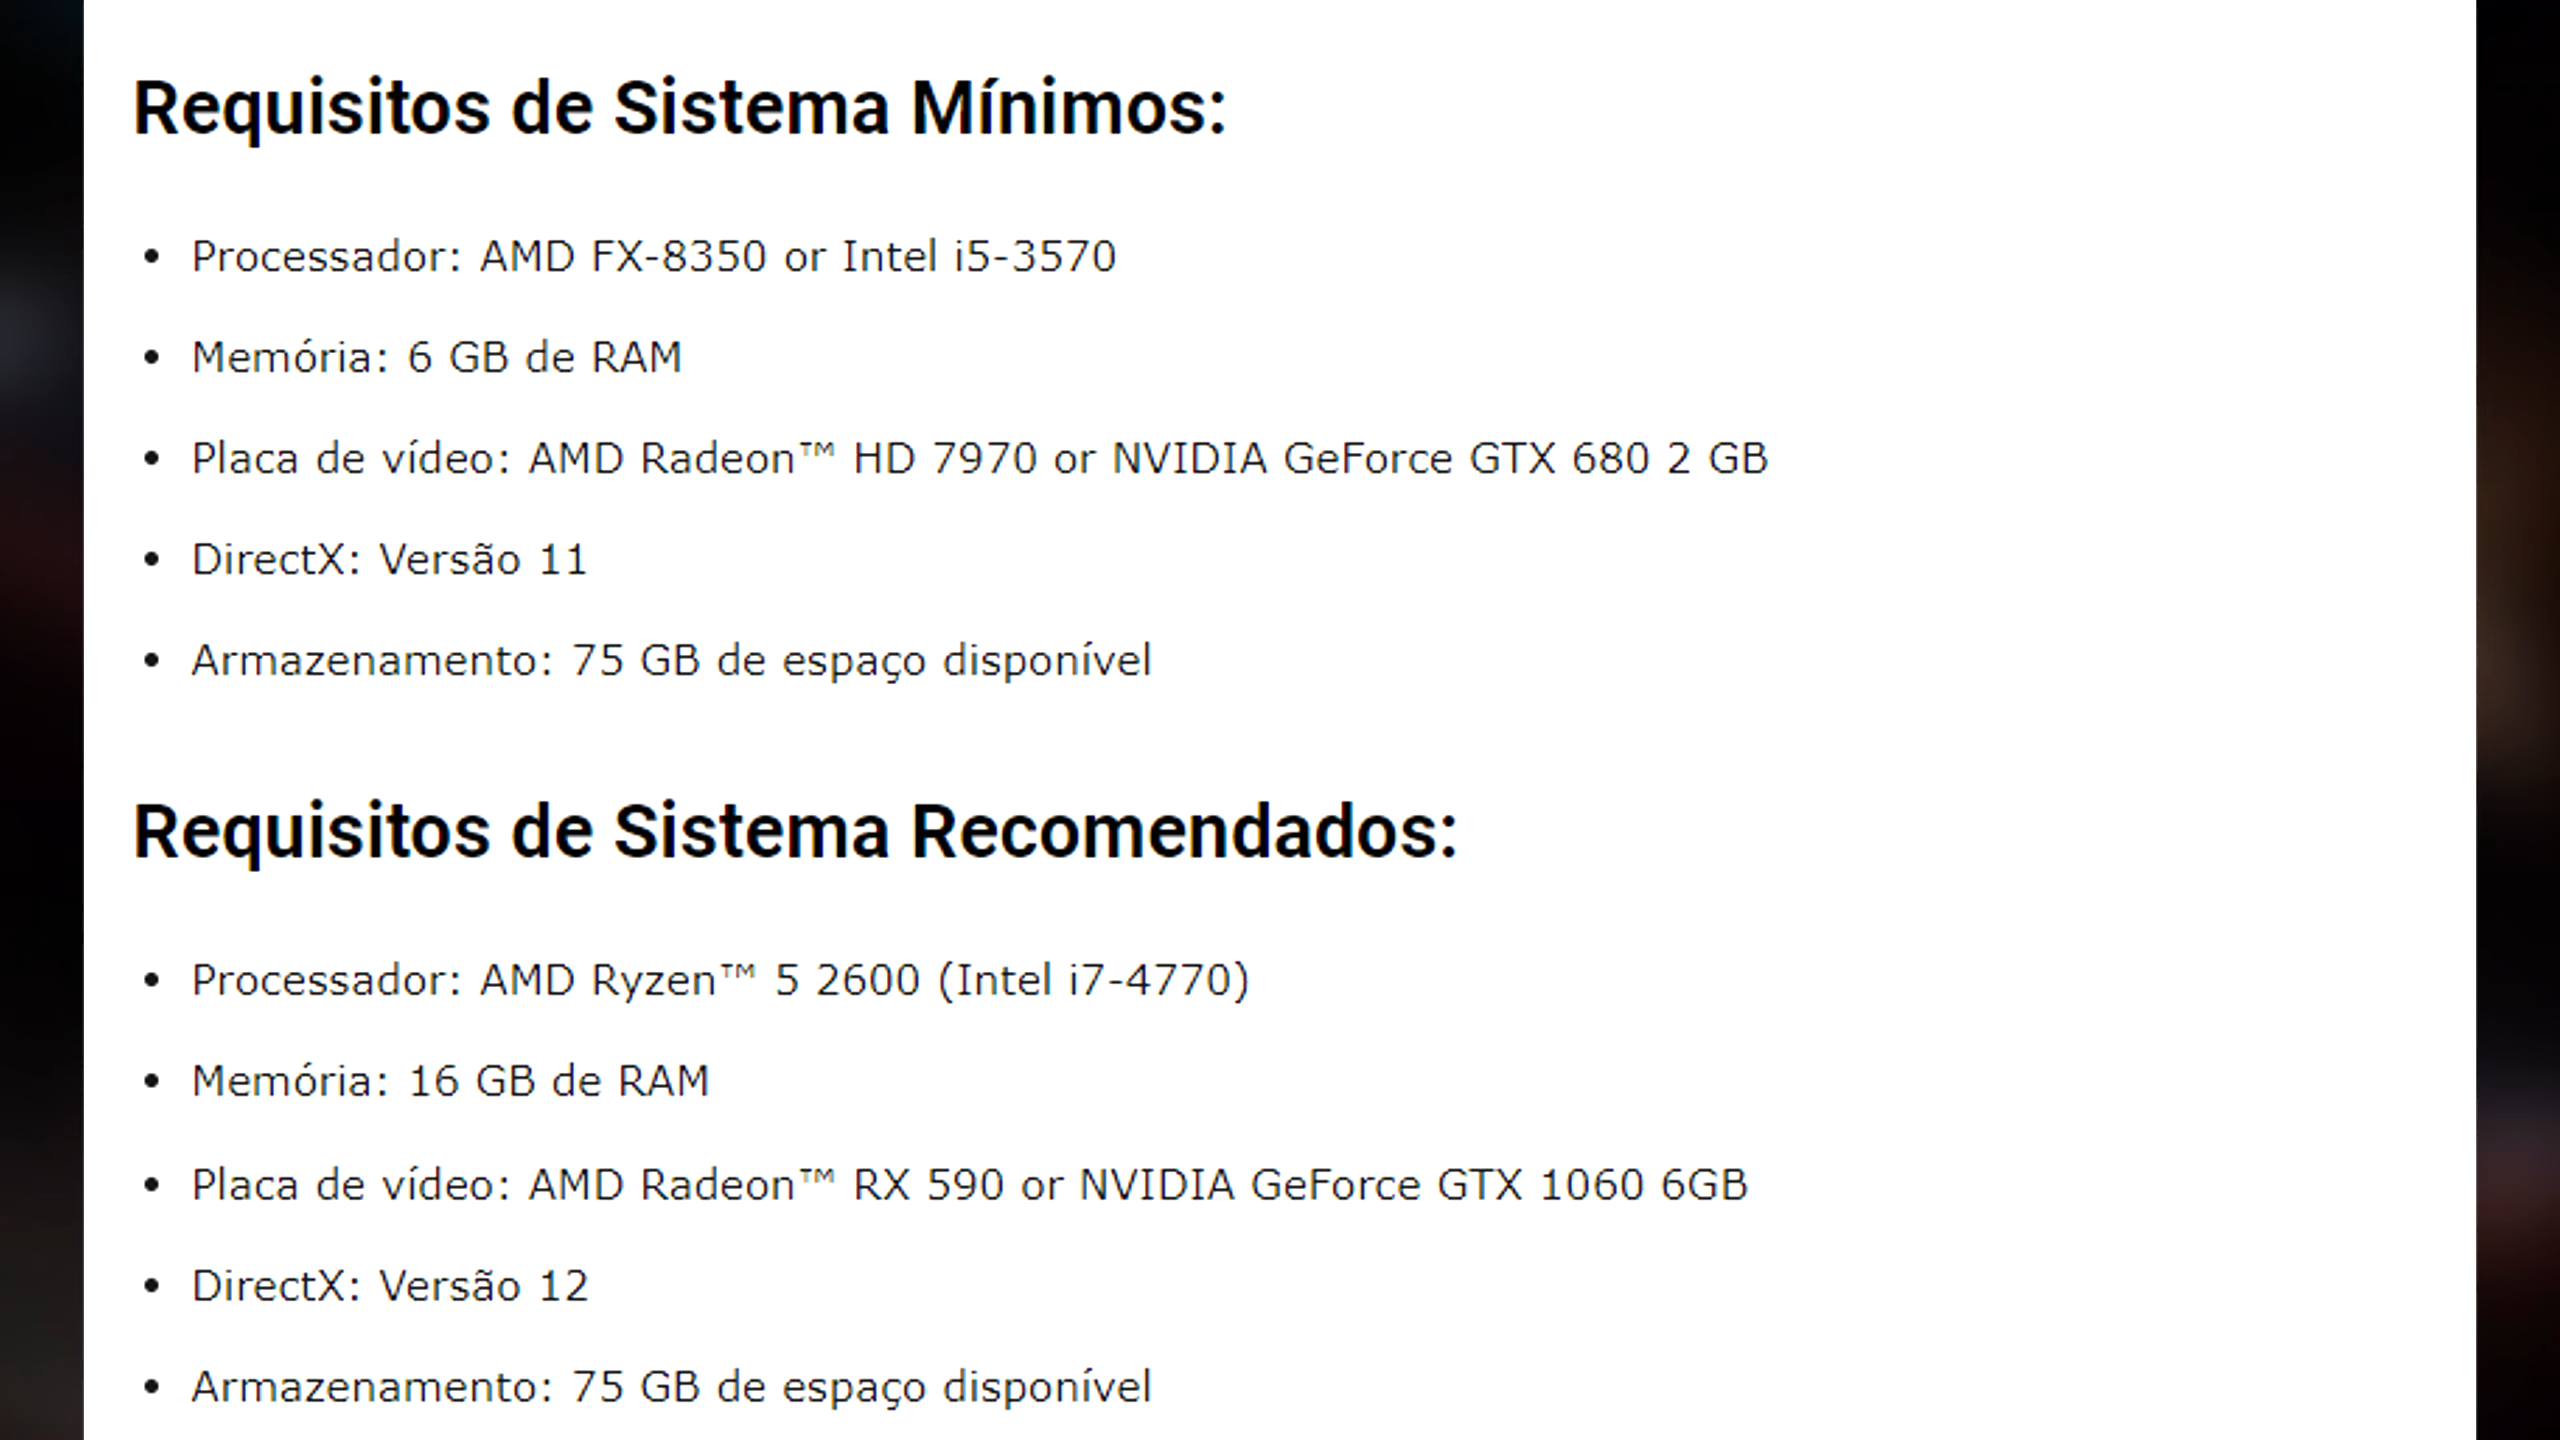 Requisitos de Sistema Mínimos:
• Processador: AMD FX-8350 or Intel i5-3570
• Memória: 6 GB de RAM
• Placa de vídeo: AMD Radeon™ HD 7970 or NVIDIA GeForce GTX 680 2 GB
• DirectX: Versão 11
• Armazenamento: 75 GB de espaço disponível
Requisitos de Sistema Recomendados:
• Processador: AMD Ryzen™ 5 2600 (Intel i7-4770)
• Memória: 16 GB de RAM
• Placa de vídeo: AMD Radeon™ RX 590 or NVIDIA GeForce GTX 1060 6GB
• DirectX: Versão 12
• Armazenamento: 75 GB de espaço disponível